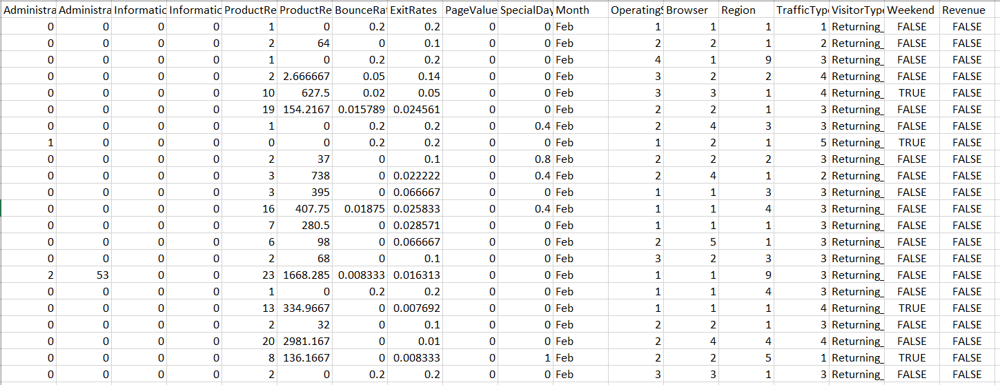 Administra Administra Informatic Informatic ProductRe ProductRe BounceRat ExitRates PageValue SpecialDay Month OperatingS Browser Region TrafficType VisitorType Weekend Revenue
0 0 0 0 1 0 0.2 0.2 0 0 Feb 1 1 1 1 Returning_ FALSE FALSE
0 0 0 0 2 64 0 0.1 0 0 Feb 2 2 1 2 Returning_ FALSE FALSE
0 0 0 0 1 0 0.2 0.2 0 0 Feb 4 1 9 3 Returning_ FALSE FALSE
0 0 0 0 2 2.666667 0.05 0.14 0 0 Feb 3 2 2 4 Returning_ FALSE FALSE
0 0 0 0 10 627.5 0.02 0.05 0 0 Feb 3 3 1 4 Returning_ TRUE FALSE
0 0 0 0 19 154.2167 0.015789 0.024561 0 0 Feb 2 2 1 3 Returning_ FALSE FALSE
0 0 0 0 1 0 0.2 0.2 0 0.4 Feb 2 4 3 3 Returning_ FALSE FALSE
1 0 0 0 0 0 0.2 0.2 0 0 Feb 1 2 1 5 Returning_ TRUE FALSE
0 0 0 0 2 37 0 0.1 0 0.8 Feb 2 2 2 3 Returning_ FALSE FALSE
0 0 0 0 3 738 0 0.022222 0 0.4 Feb 2 4 1 2 Returning_ FALSE FALSE
0 0 0 0 3 395 0 0.066667 0 0 Feb 1 1 3 3 Returning_ FALSE FALSE
0 0 0 0 16 407.75 0.01875 0.025833 0 0.4 Feb 1 1 4 3 Returning_ FALSE FALSE
0 0 0 0 7 280.5 0 0.028571 0 0 Feb 1 1 1 3 Returning_ FALSE FALSE
0 0 0 0 6 98 0 0.066667 0 0 Feb 2 5 1 3 Returning_ FALSE FALSE
0 0 0 0 2 68 0 0.1 0 0 Feb 3 2 3 3 Returning_ FALSE FALSE
2 53 0 0 23 1668.285 0.008333 0.016313 0 0 Feb 1 1 9 3 Returning_ FALSE FALSE
0 0 0 0 1 0 0.2 0.2 0 0 Feb 1 1 4 3 Returning_ FALSE FALSE
0 0 0 0 13 334.9667 0 0.007692 0 0 Feb 1 1 1 4 Returning_ TRUE FALSE
0 0 0 0 2 32 0 0.1 0 0 Feb 2 2 1 3 Returning_ FALSE FALSE
0 0 0 0 20 2981.167 0 0.01 0 0 Feb 2 4 4 4 Returning_ FALSE FALSE
0 0 0 0 8 136.1667 0 0.008333 0 1 Feb 2 2 5 1 Returning_ TRUE FALSE
0 0 0 0 2 0 0.2 0.2 0 0 Feb 3 3 1 3 Returning_ FALSE FALSE